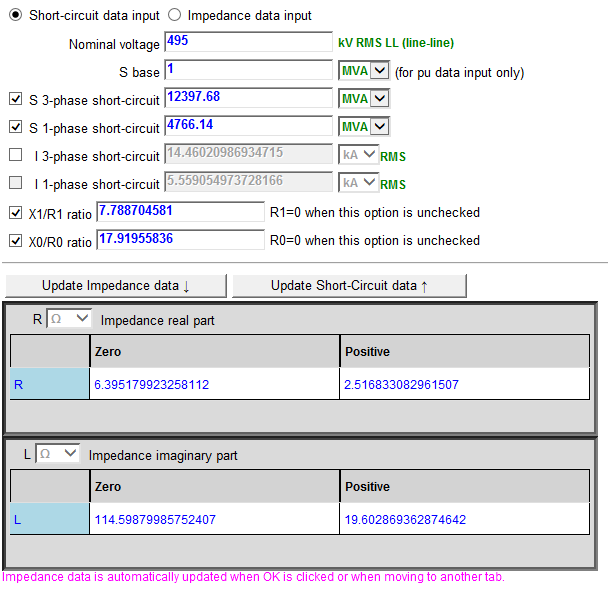 Short-circuit data input Impedance data input
Nominal voltage 495 kV RMS LL (line-line)
S base 1 MVA (for pu data input only)
S 3-phase short-circuit 12397.68 MVA
S 1-phase short-circuit 4766.14 MVA
I 3-phase short-circuit 14.46020986934715 kA RMS
I 1-phase short-circuit 5.559054973728166 kA RMS
X1/R1 ratio 7.788704581 R1=0 when this option is unchecked
X0/R0 ratio 17.91955836 R0=0 when this option is unchecked
Update Impedance data ↓ Update Short-Circuit data ↑
R Ω Impedance real part
Zero Positive
R 6.395179923258112 2.516833082961507
L Ω Impedance imaginary part
Zero Positive
L 114.59879985752407 19.602869362874642
Impedance data is automatically updated when OK is clicked or when moving to another tab.